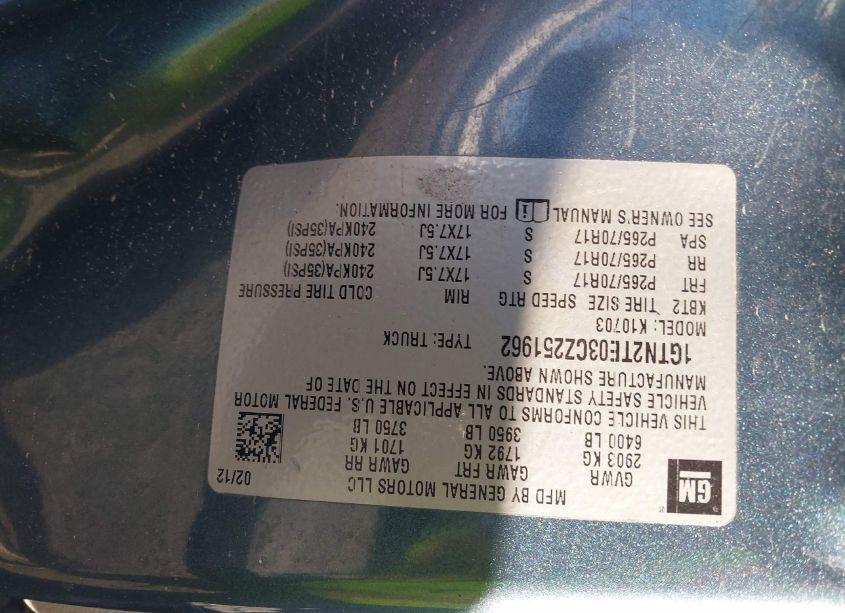 GM
MFD BY GENERAL MOTORS LLC 02/12
GVWR GAWR FRT GAWR RR
2903 KG 1792 KG 1701 KG
6400 LB 3950 LB 3750 LB
THIS VEHICLE CONFORMS TO ALL APPLICABLE U.S. FEDERAL MOTOR
VEHICLE SAFETY STANDARDS IN EFFECT ON THE DATE OF
MANUFACTURE SHOWN ABOVE.
1GTN2TE03CZ251962 TYPE: TRUCK
MODEL: K10703
KBT2 TIRE SIZE SPEED RTG RIM COLD TIRE PRESSURE
FRT P265/70R17 S 17X7.5J 240KPA(35PSI)
RR P265/70R17 S 17X7.5J 240KPA(35PSI)
SPA P265/70R17 S 17X7.5J 240KPA(35PSI)
SEE OWNER'S MANUAL FOR MORE INFORMATION.